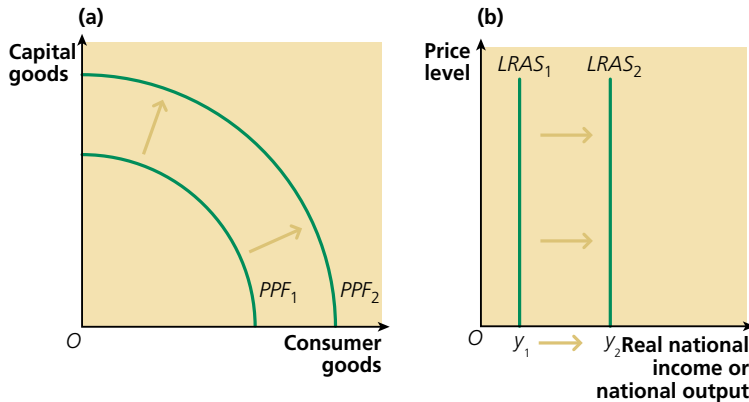 (a)
Capital
goods
PPF₁
PPF₂
O
Consumer
goods
(b)
Price
level
LRAS₁
LRAS₂
O
y₁
y₂
Real national
income or
national output